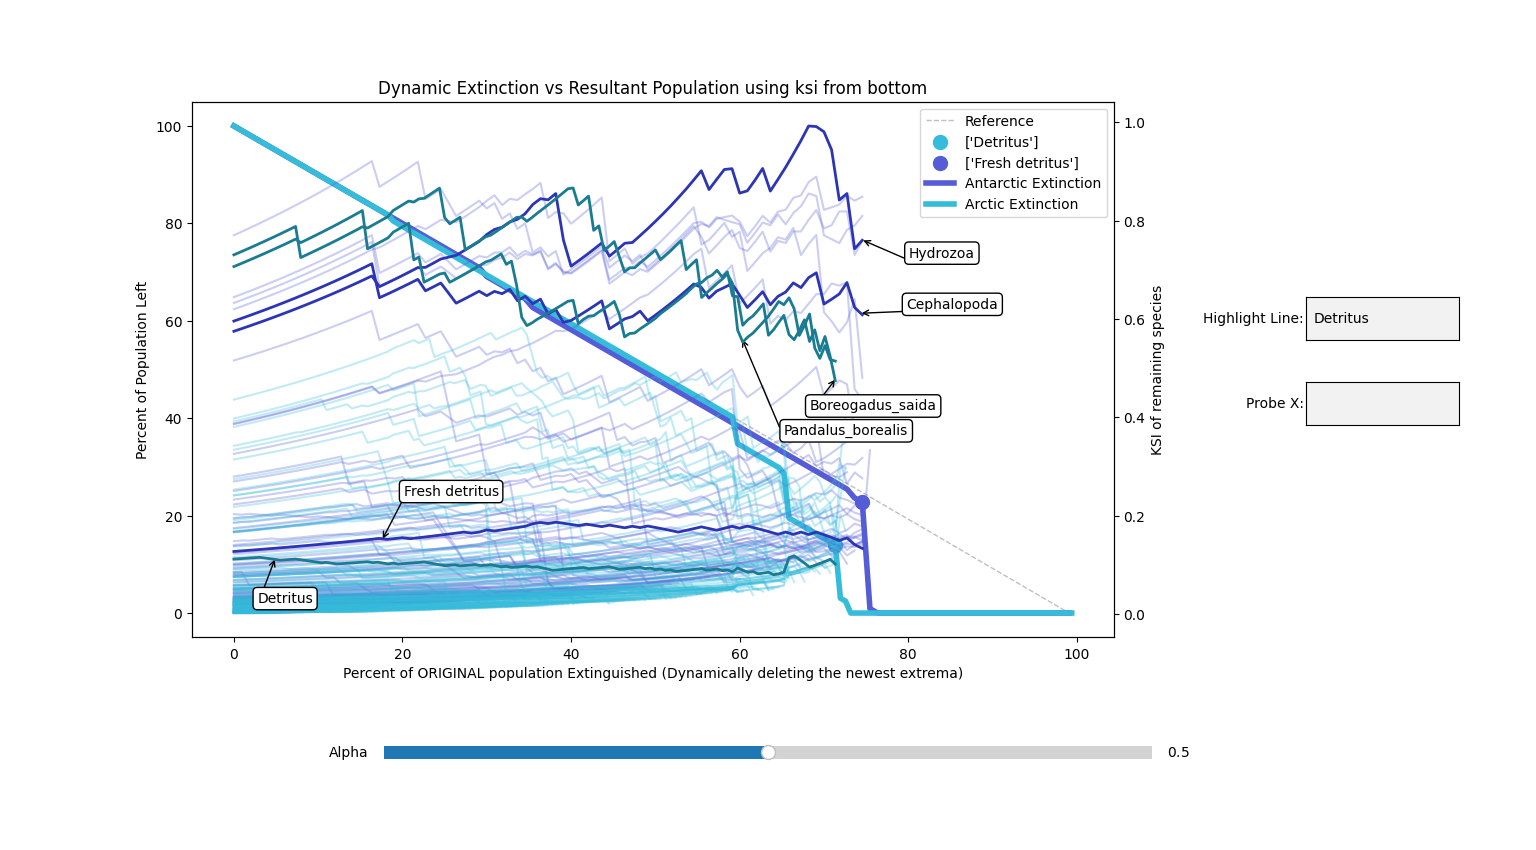 Dynamic Extinction vs Resultant Population using ksi from bottom
Percent of Population Left
100
80
60
40
20
0
1.0
0.8
0.6
0.4
0.2
0.0
KSI of remaining species
Reference
['Detritus']
['Fresh detritus']
Antarctic Extinction
Arctic Extinction
Hydrozoa
Cephalopoda
Boreogadus_saida
Pandalus_borealis
Fresh detritus
Detritus
0
20
40
60
80
100
Percent of ORIGINAL population Extinguished (Dynamically deleting the newest extrema)
Highlight Line: Detritus
Probe X:
Alpha 0.5